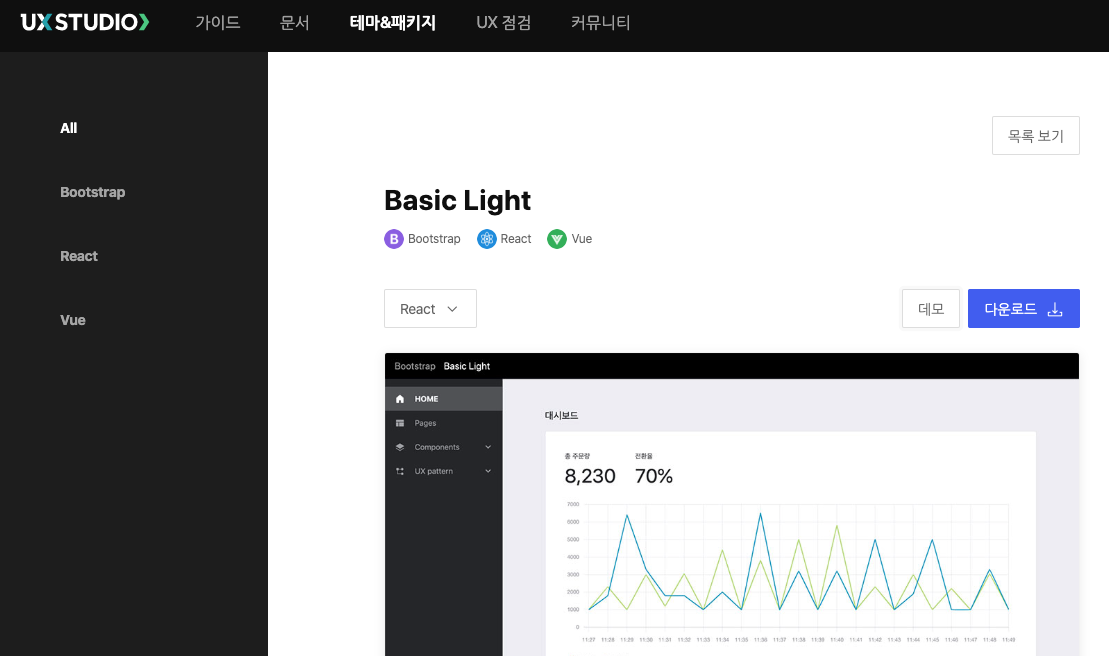 UXSTUDIO 가이드 문서 테마&패키지 UX 점검 커뮤니티
All
Bootstrap
React
Vue
목록 보기
Basic Light
B Bootstrap React Vue
React 데모 다운로드
Bootstrap Basic Light
HOME
Pages
Components
UX pattern
대시보드
총 주문량 전환율
8,230 70%
7000
6000
5000
4000
3000
2000
1000
0
11:27 11:28 11:29 11:30 11:31 11:32 11:33 11:34 11:35 11:36 11:37 11:38 11:39 11:40 11:41 11:42 11:43 11:44 11:45 11:46 11:47 11:48 11:49